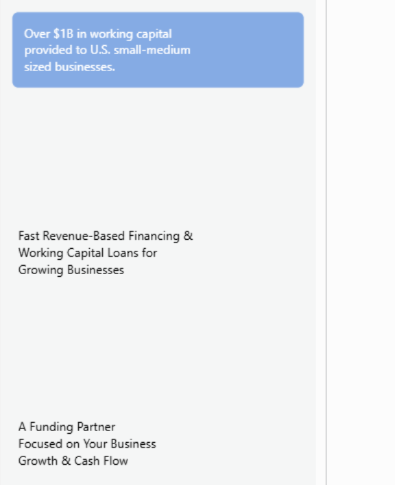 Over $1B in working capital
provided to U.S. small-medium
sized businesses.
Fast Revenue-Based Financing &
Working Capital Loans for
Growing Businesses
A Funding Partner
Focused on Your Business
Growth & Cash Flow